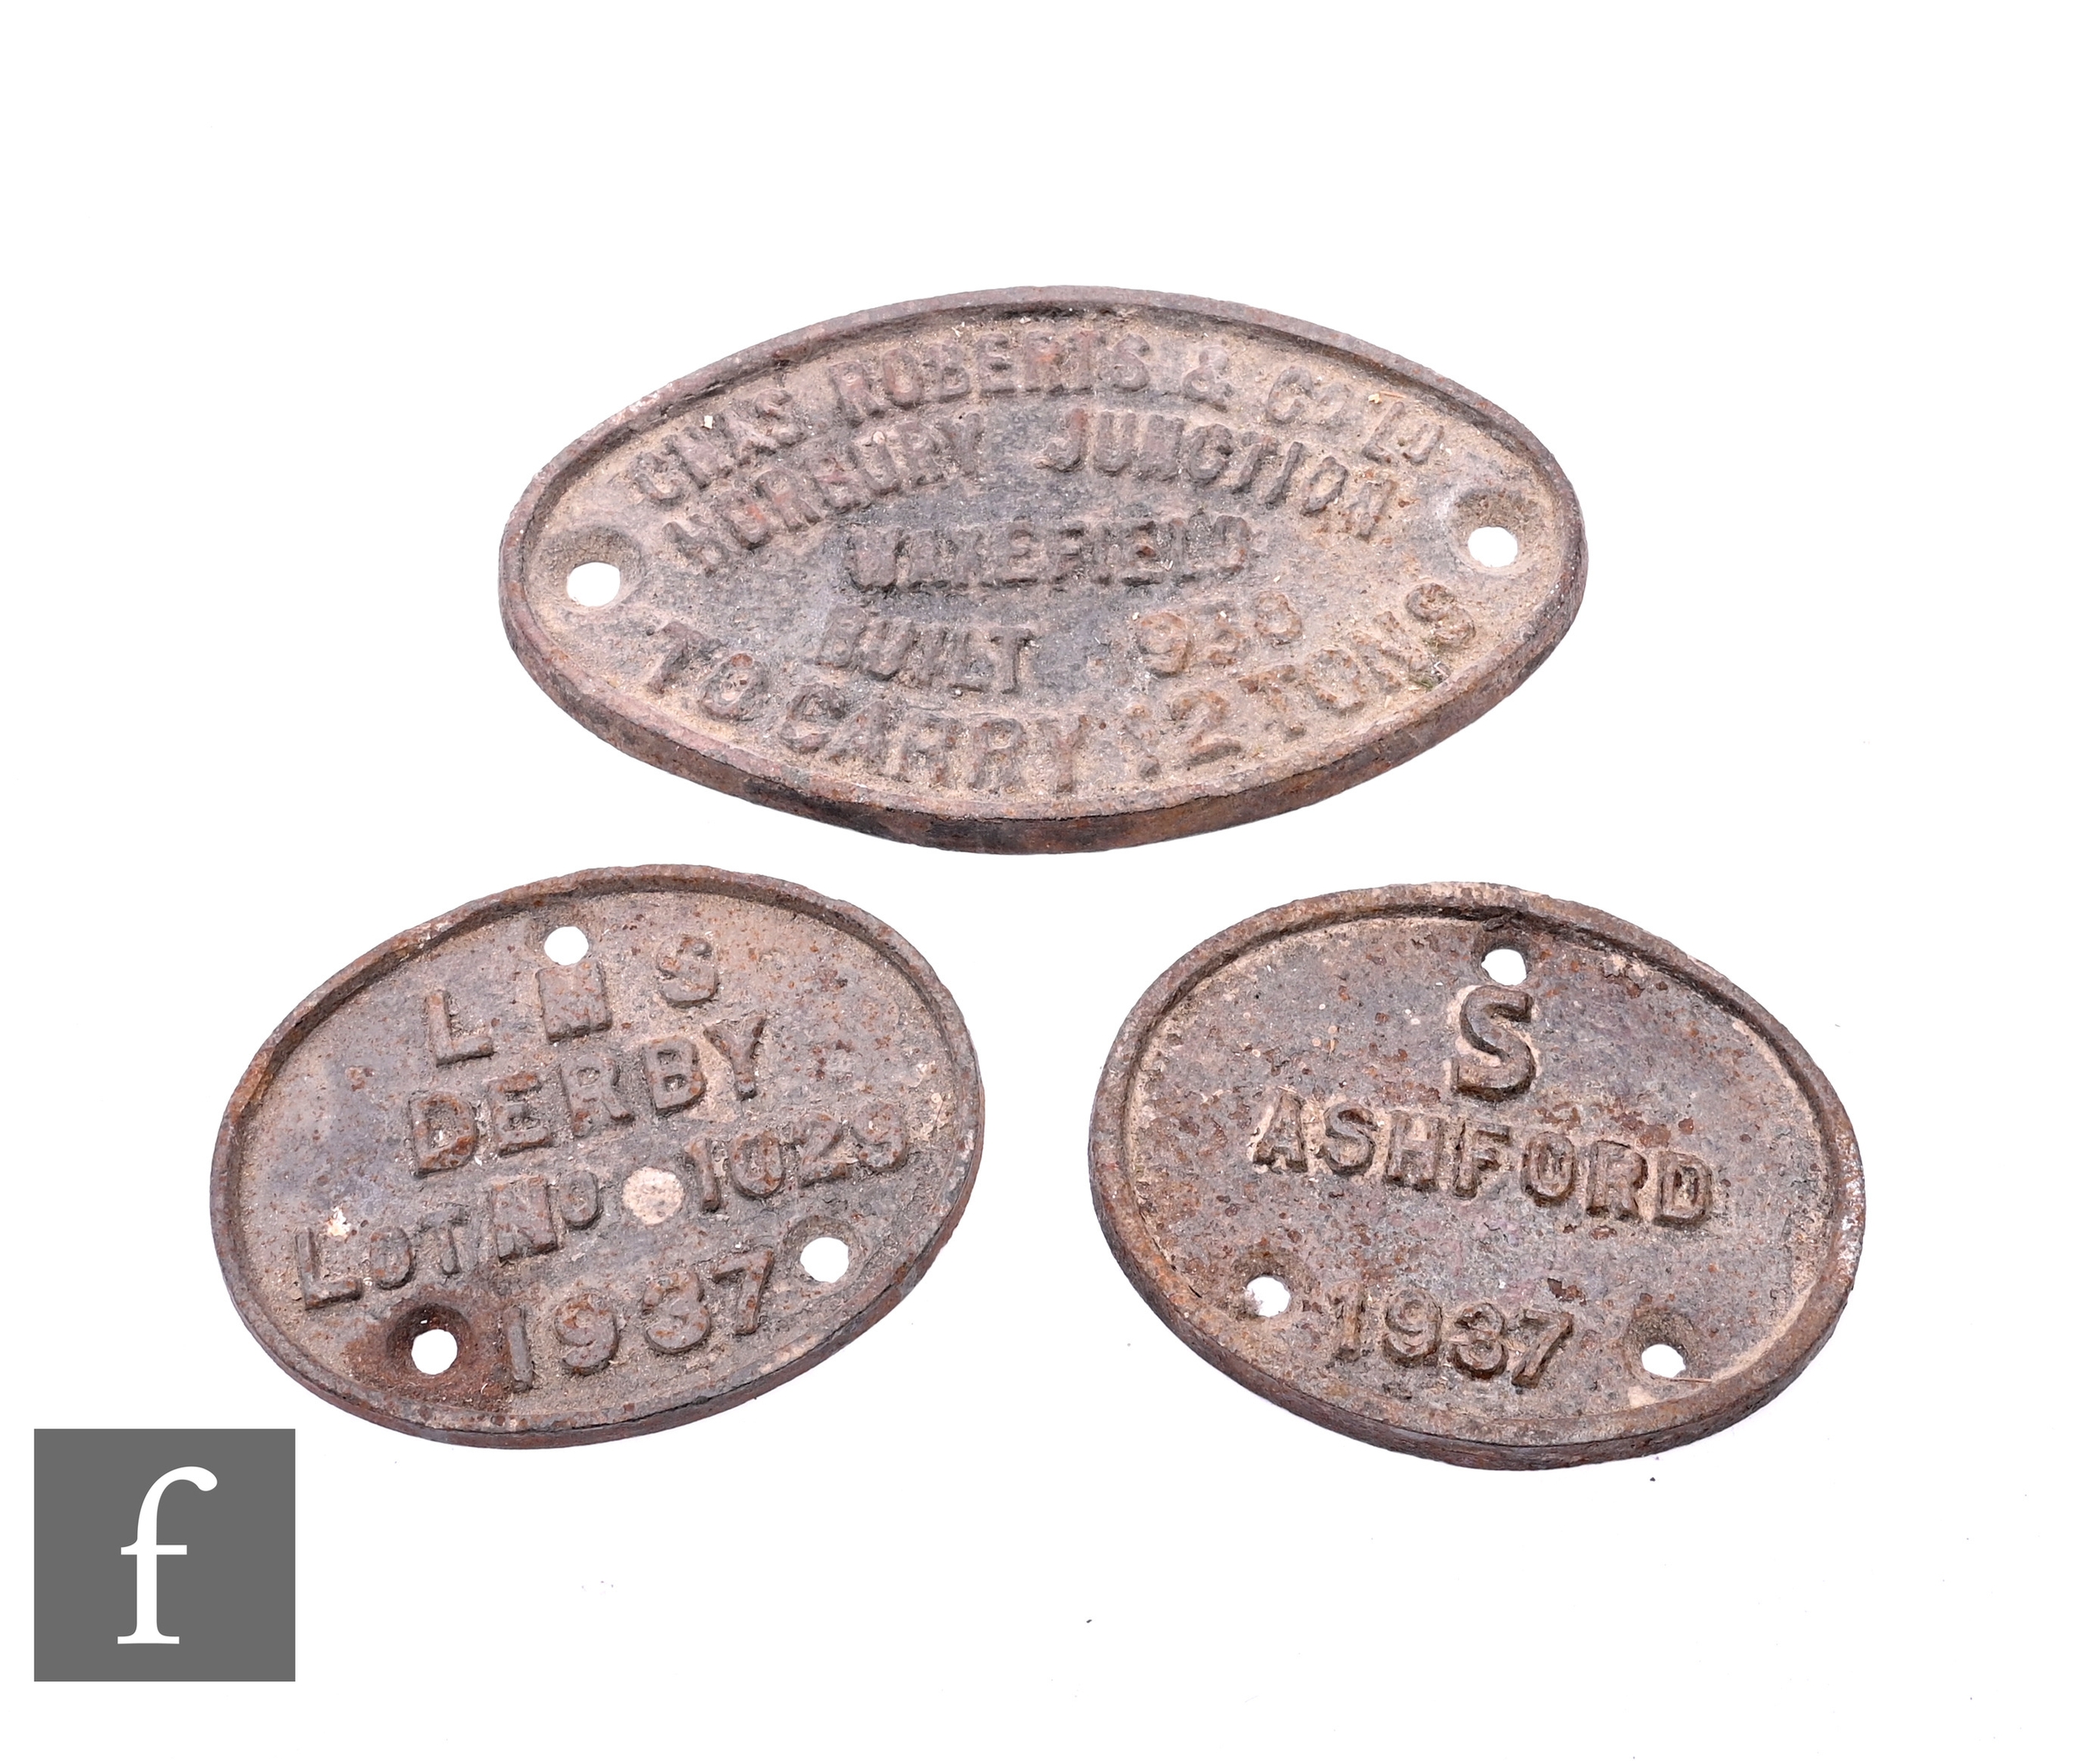 CHAS ROBERTS & Co LD
HORBURY JUNCTION
WAKEFIELD
BUILT
TO CARRY 12 TONS
L M S
DERBY
LOT No 1029
1937
S
ASHFORD
1937
f